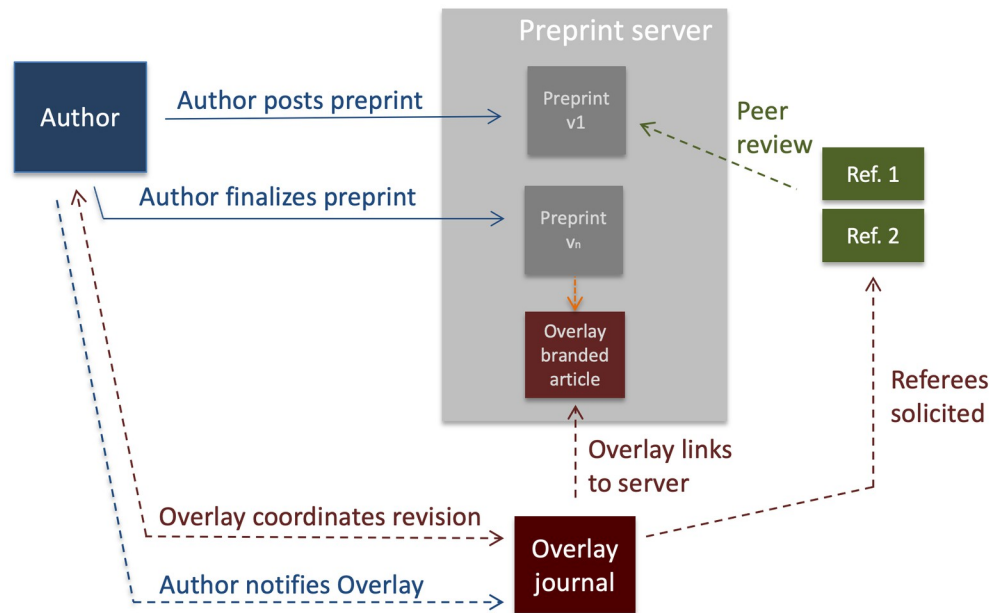 Preprint server
Author
Author posts preprint
Preprint
v1
Peer
review
Ref. 1
Ref. 2
Author finalizes preprint
Preprint
vₙ
Overlay
branded
article
Referees
solicited
Overlay links
to server
Overlay coordinates revision
Overlay
journal
Author notifies Overlay